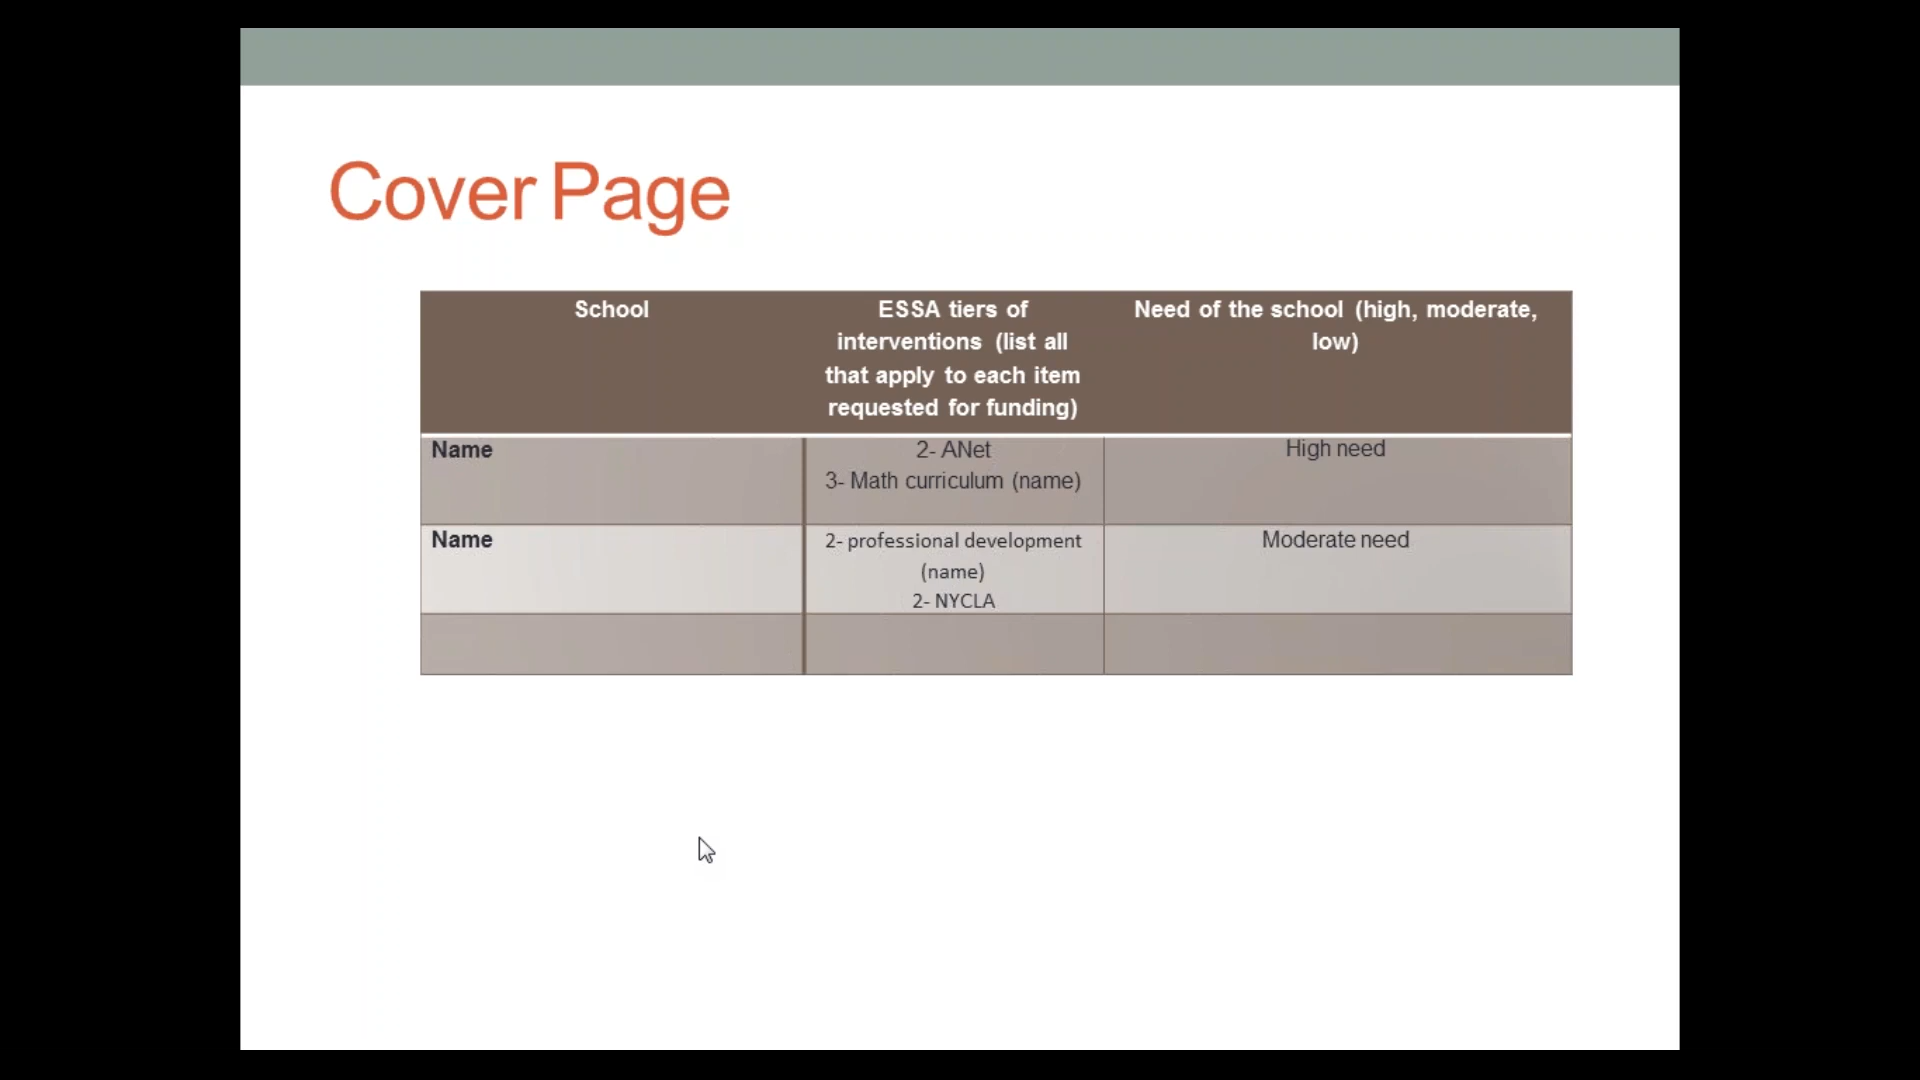 Cover Page
School
ESSA tiers of
interventions (list all
that apply to each item
requested for funding)
Need of the school (high, moderate,
low)
Name
2- ANet
3- Math curriculum (name)
High need
Name
2- professional development
(name)
2- NYCLA
Moderate need